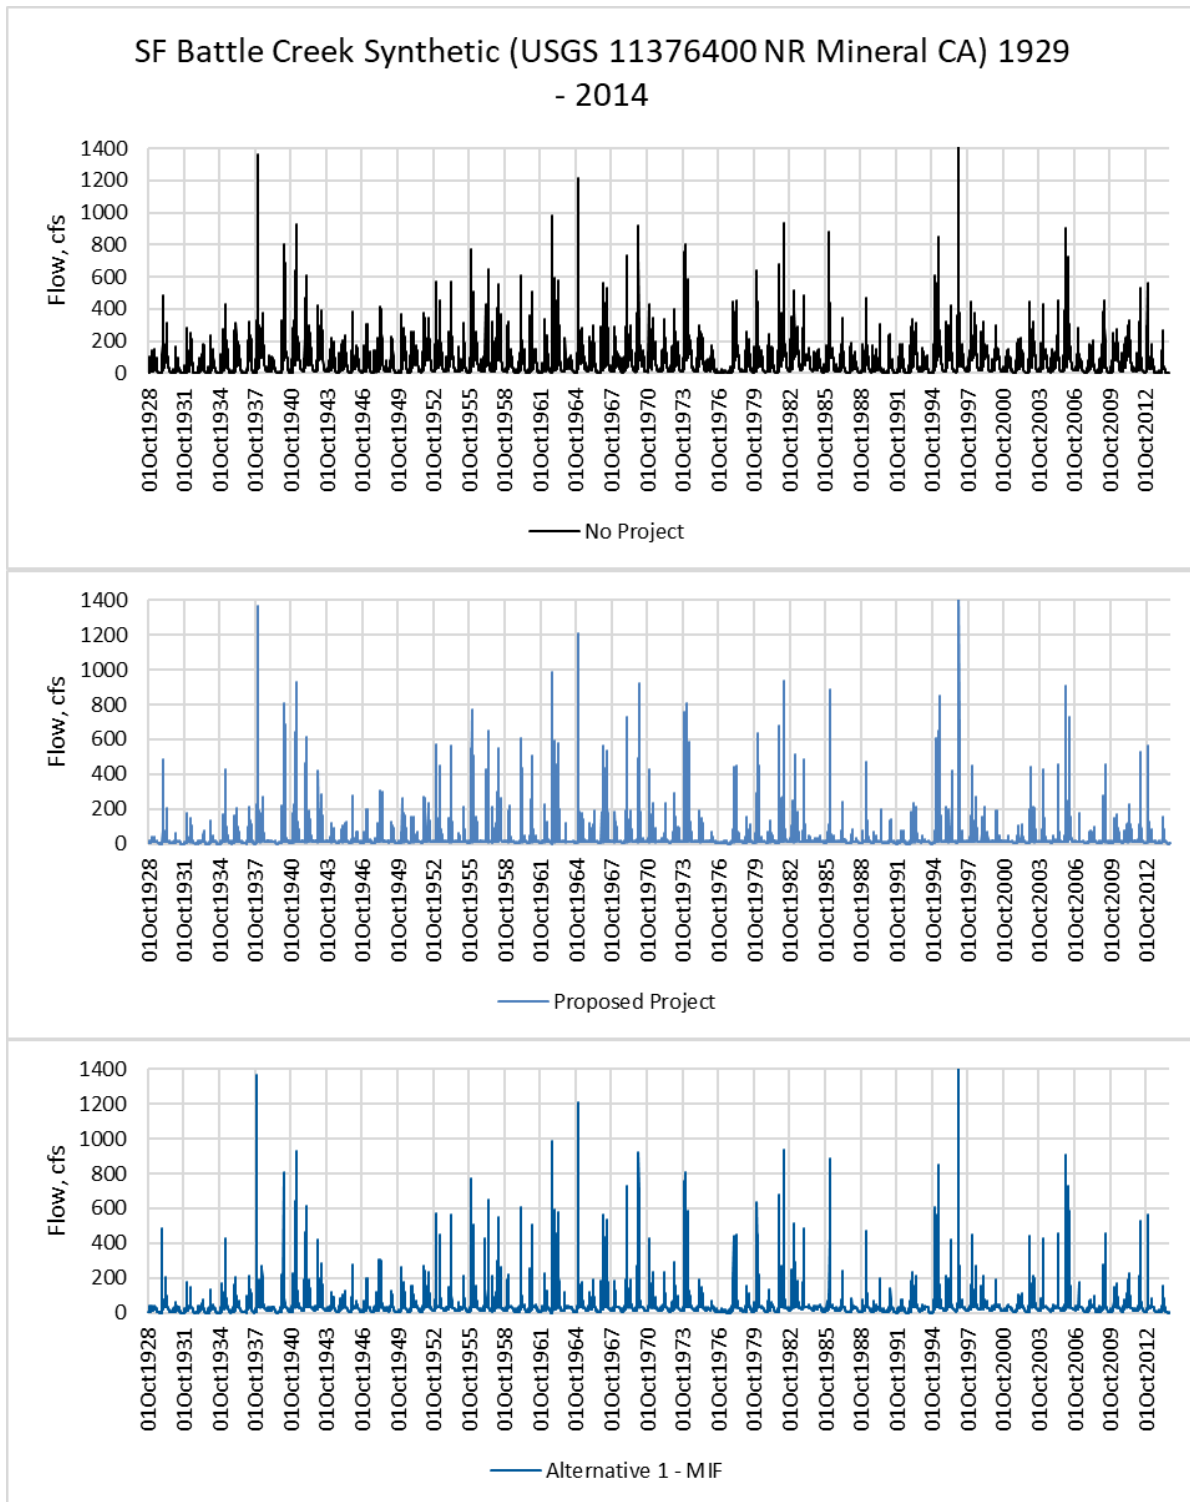 SF Battle Creek Synthetic (USGS 11376400 NR Mineral CA) 1929
- 2014
Flow, cfs
1400
1200
1000
800
600
400
200
0
01Oct1928
01Oct1931
01Oct1934
01Oct1937
01Oct1940
01Oct1943
01Oct1946
01Oct1949
01Oct1952
01Oct1955
01Oct1958
01Oct1961
01Oct1964
01Oct1967
01Oct1970
01Oct1973
01Oct1976
01Oct1979
01Oct1982
01Oct1985
01Oct1988
01Oct1991
01Oct1994
01Oct1997
01Oct2000
01Oct2003
01Oct2006
01Oct2009
01Oct2012
No Project
Flow, cfs
1400
1200
1000
800
600
400
200
0
01Oct1928
01Oct1931
01Oct1934
01Oct1937
01Oct1940
01Oct1943
01Oct1946
01Oct1949
01Oct1952
01Oct1955
01Oct1958
01Oct1961
01Oct1964
01Oct1967
01Oct1970
01Oct1973
01Oct1976
01Oct1979
01Oct1982
01Oct1985
01Oct1988
01Oct1991
01Oct1994
01Oct1997
01Oct2000
01Oct2003
01Oct2006
01Oct2009
01Oct2012
Proposed Project
Flow, cfs
1400
1200
1000
800
600
400
200
0
01Oct1928
01Oct1931
01Oct1934
01Oct1937
01Oct1940
01Oct1943
01Oct1946
01Oct1949
01Oct1952
01Oct1955
01Oct1958
01Oct1961
01Oct1964
01Oct1967
01Oct1970
01Oct1973
01Oct1976
01Oct1979
01Oct1982
01Oct1985
01Oct1988
01Oct1991
01Oct1994
01Oct1997
01Oct2000
01Oct2003
01Oct2006
01Oct2009
01Oct2012
Alternative 1 - MIF